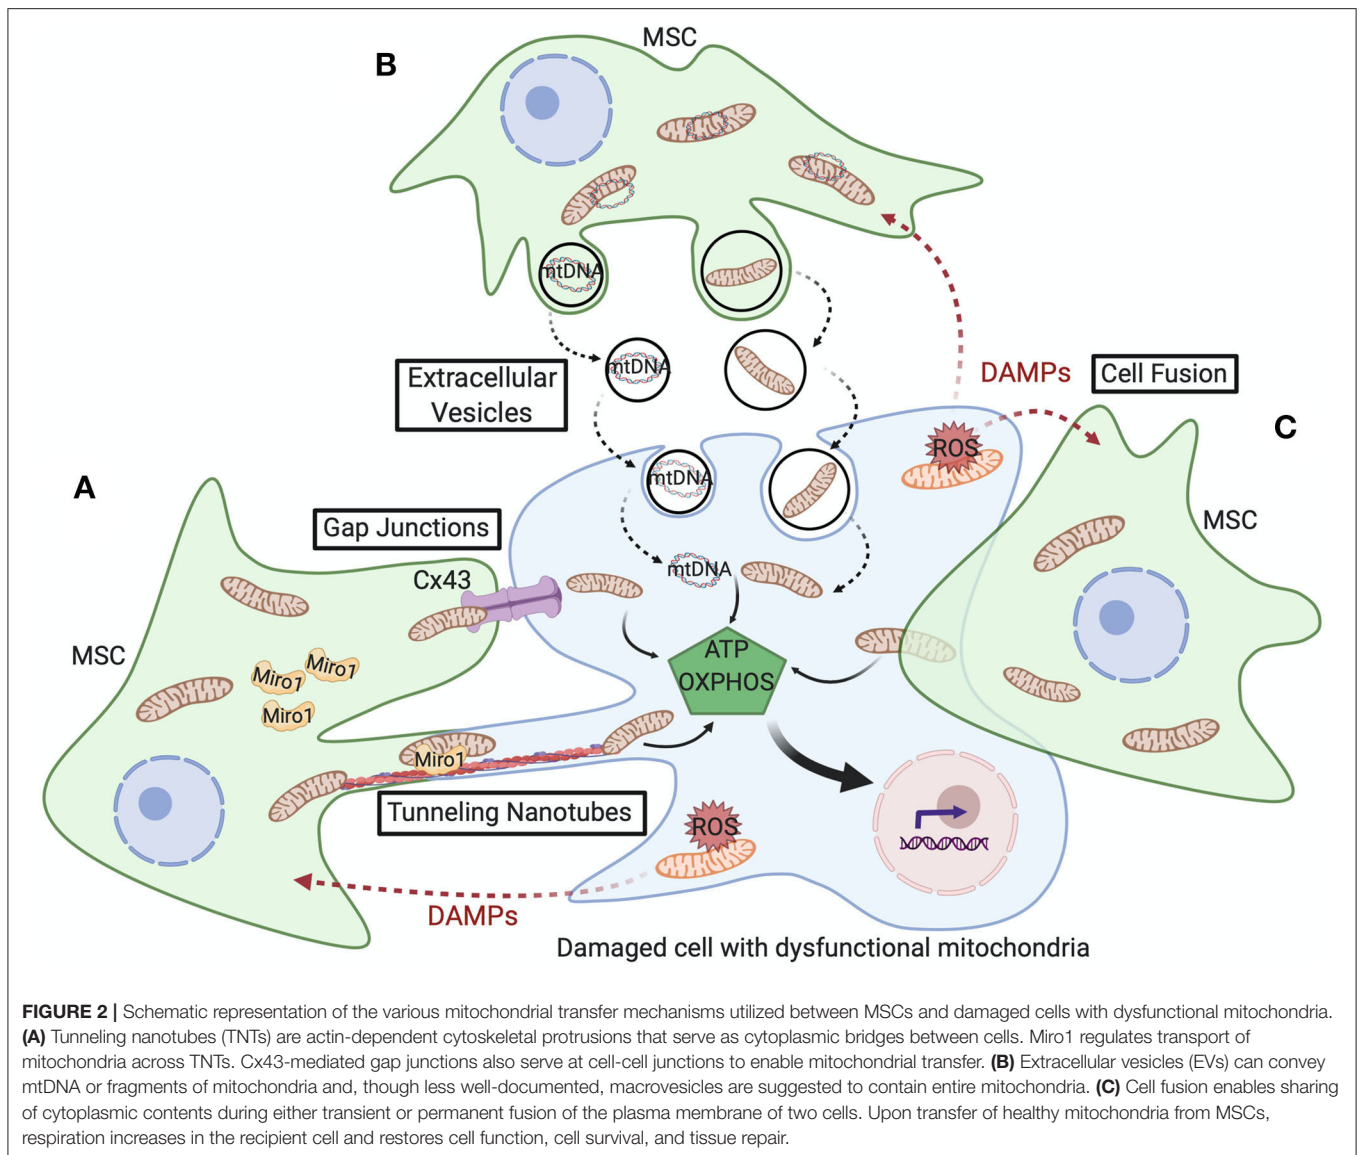 MSC
B
mtDNA
mtDNA
Extracellular
Vesicles
DAMPs
Cell Fusion
C
ROS
A
mtDNA
Gap Junctions
MSC
Cx43
mtDNA
MSC
ATP
OXPHOS
Miro1
Miro1
Miro1
Miro1
Tunneling Nanotubes
ROS
DAMPs
Damaged cell with dysfunctional mitochondria
FIGURE 2 | Schematic representation of the various mitochondrial transfer mechanisms utilized between MSCs and damaged cells with dysfunctional mitochondria.
(A) Tunneling nanotubes (TNTs) are actin-dependent cytoskeletal protrusions that serve as cytoplasmic bridges between cells. Miro1 regulates transport of
mitochondria across TNTs. Cx43-mediated gap junctions also serve at cell-cell junctions to enable mitochondrial transfer. (B) Extracellular vesicles (EVs) can convey
mtDNA or fragments of mitochondria and, though less well-documented, macrovesicles are suggested to contain entire mitochondria. (C) Cell fusion enables sharing
of cytoplasmic contents during either transient or permanent fusion of the plasma membrane of two cells. Upon transfer of healthy mitochondria from MSCs,
respiration increases in the recipient cell and restores cell function, cell survival, and tissue repair.